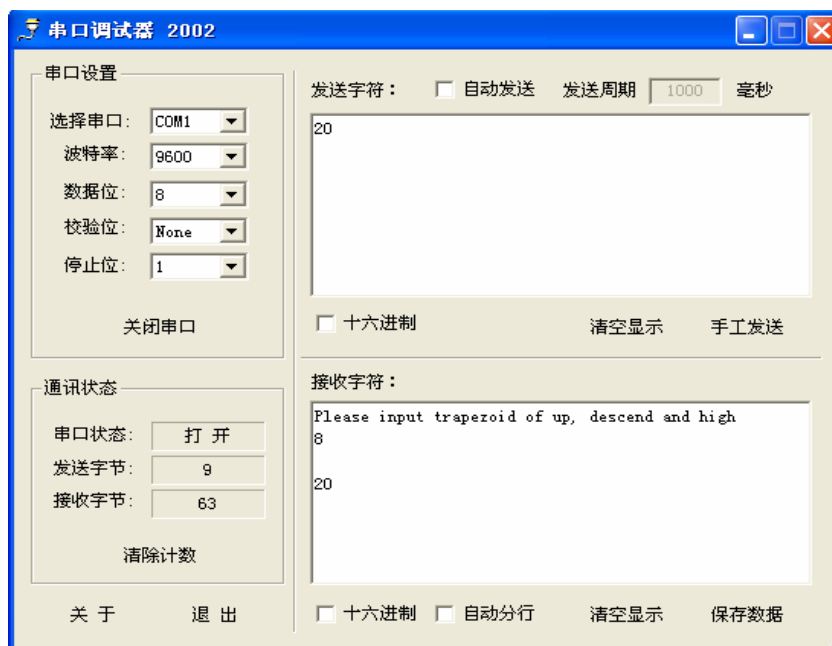 串口调试器 2002
串口设置
选择串口: COM1
波特率: 9600
数据位: 8
校验位: None
停止位: 1
关闭串口
通讯状态
串口状态: 打 开
发送字节: 9
接收字节: 63
清除计数
关 于 退 出
发送字符: 自动发送 发送周期 1000 毫秒
20
十六进制 清空显示 手工发送
接收字符:
Please input trapezoid of up, descend and high
8
20
十六进制 自动分行 清空显示 保存数据